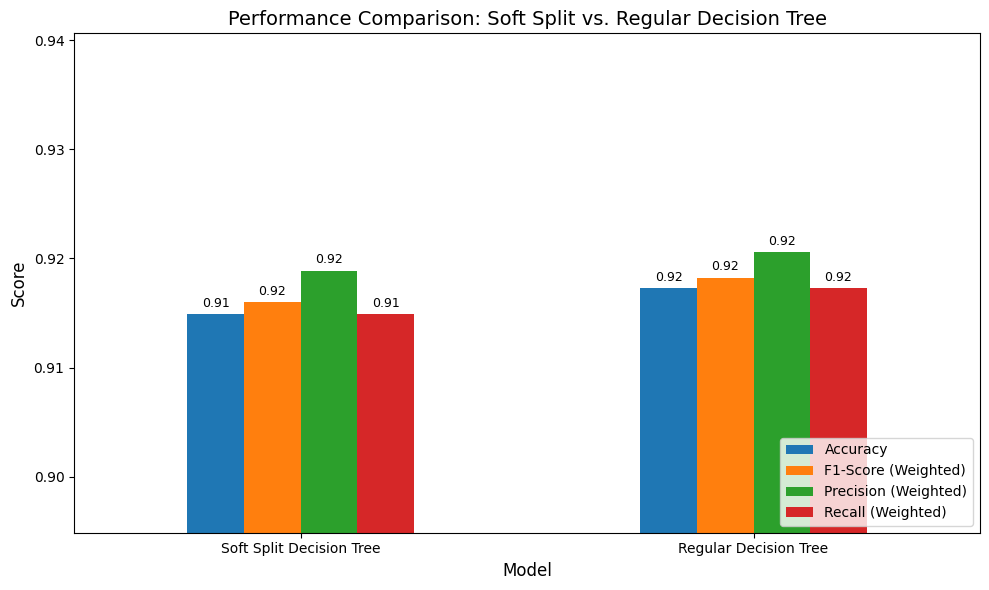 Performance Comparison: Soft Split vs. Regular Decision Tree
0.94
0.93
0.92
0.91
0.90
Score
0.91
0.92
0.92
0.91
0.92
0.92
0.92
0.92
Accuracy
F1-Score (Weighted)
Precision (Weighted)
Recall (Weighted)
Soft Split Decision Tree
Regular Decision Tree
Model